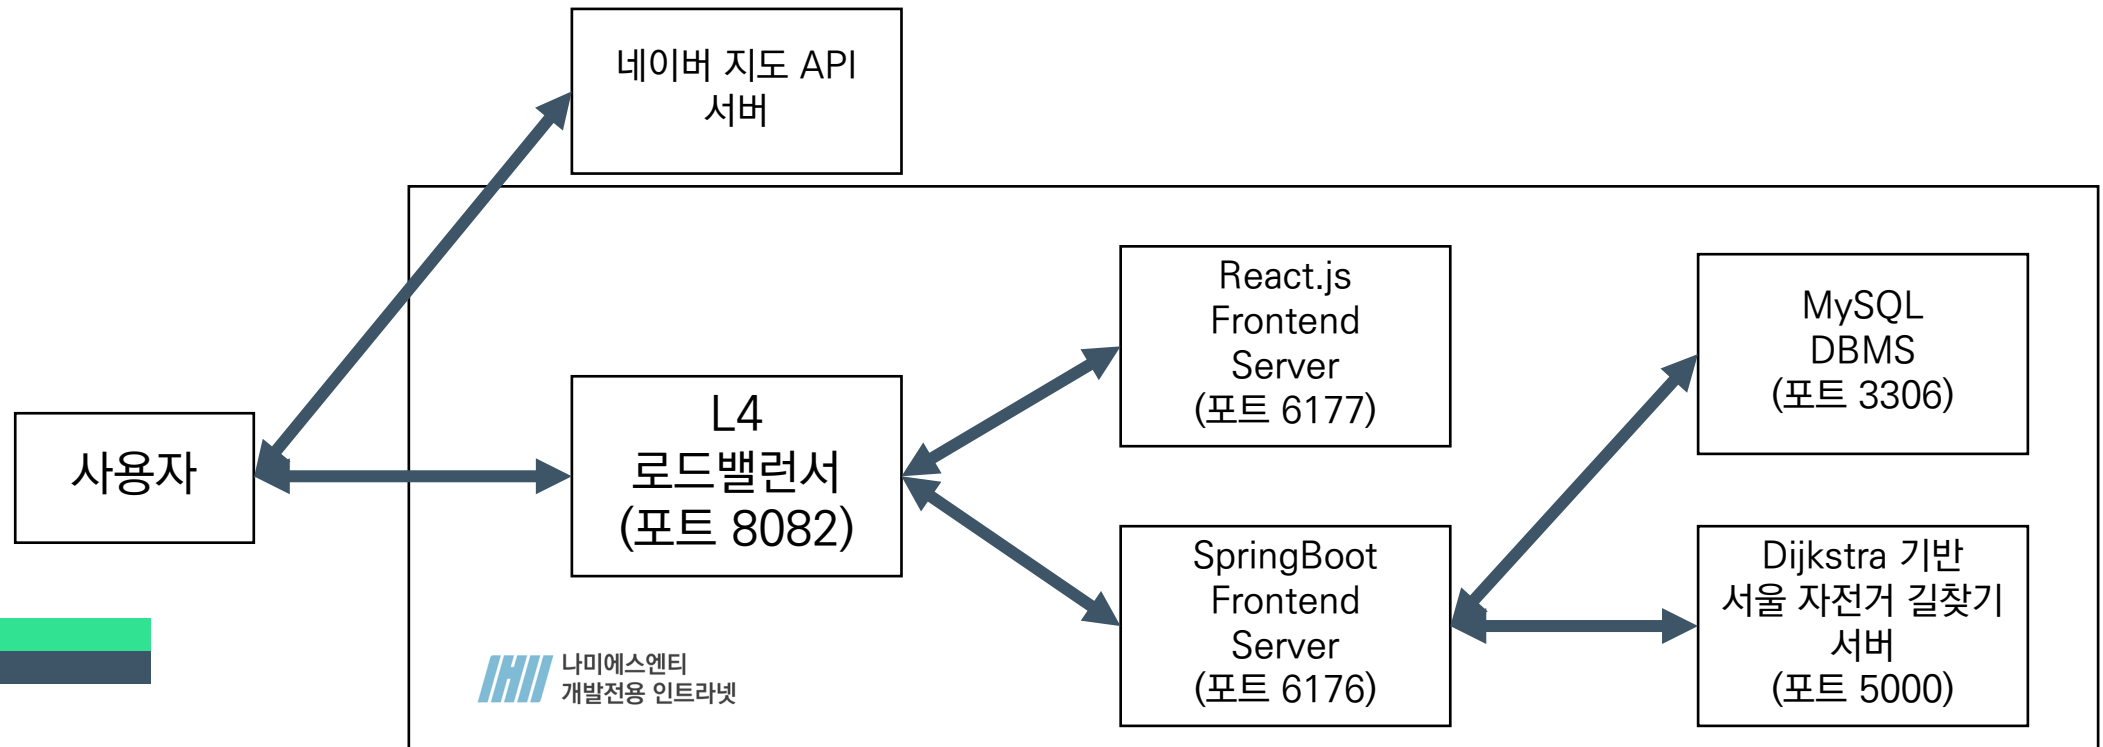 네이버 지도 API
서버
사용자
L4
로드밸런서
(포트 8082)
React.js
Frontend
Server
(포트 6177)
SpringBoot
Frontend
Server
(포트 6176)
MySQL
DBMS
(포트 3306)
Dijkstra 기반
서울 자전거 길찾기
서버
(포트 5000)
나미에스엔티
개발전용 인트라넷